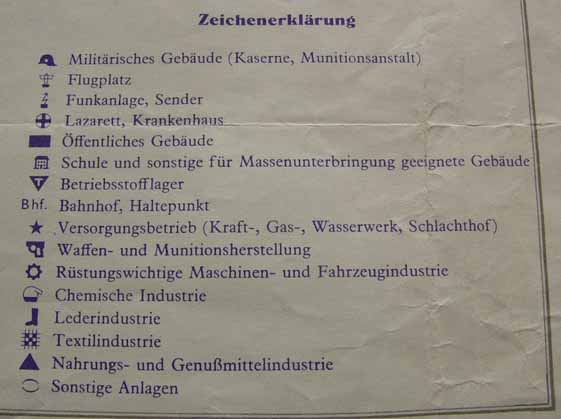 Zeichenerklärung
Militärisches Gebäude (Kaserne, Munitionsanstalt)
Flugplatz
Funkanlage, Sender
Lazarett, Krankenhaus
Öffentliches Gebäude
Schule und sonstige für Massenunterbringung geeignete Gebäude
T Betriebsstofflager
Bhf. Bahnhof, Haltepunkt
Versorgungsbetrieb (Kraft-, Gas-, Wasserwerk, Schlachthof)
Waffen- und Munitionsherstellung
Rüstungswichtige Maschinen- und Fahrzeugindustrie
Chemische Industrie
Lederindustrie
Textilindustrie
Nahrungs- und Genußmittelindustrie
Sonstige Anlagen